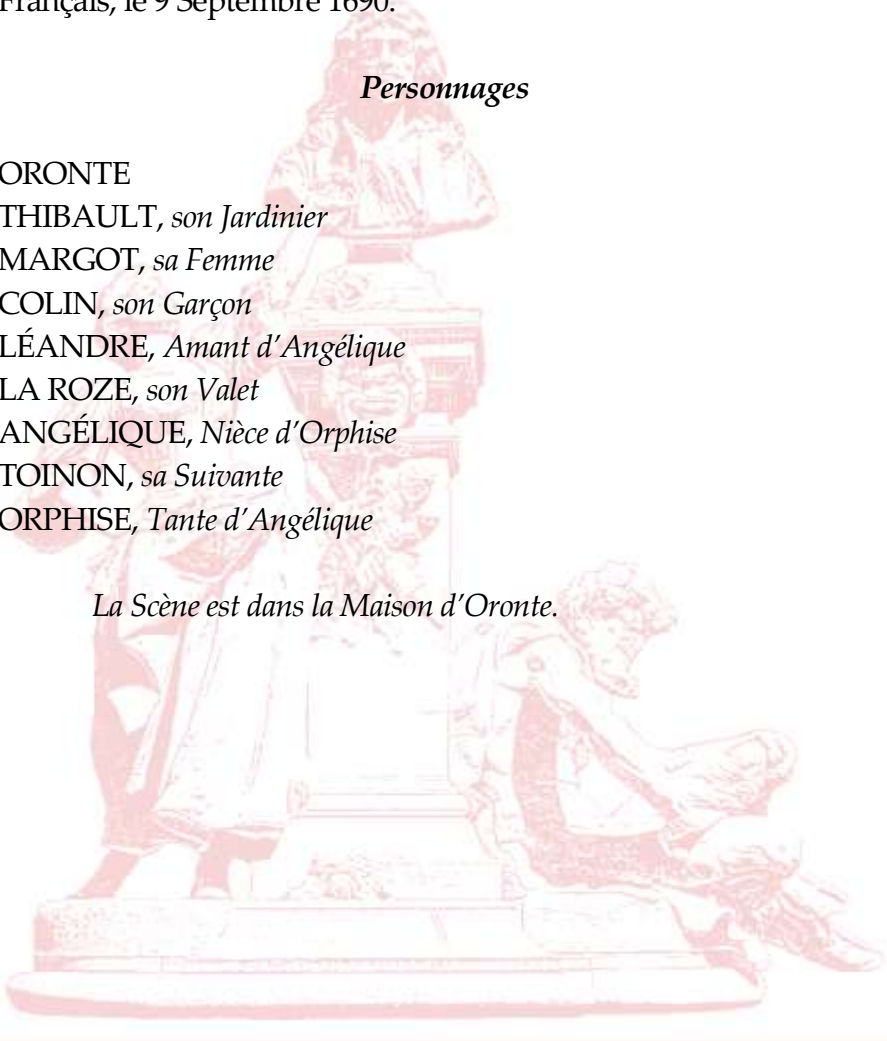 Français, le 9 Septembre 1690.
Personnages
ORONTE
THIBAULT, son Jardinier
MARGOT, sa Femme
COLIN, son Garçon
LÉANDRE, Amant d’Angélique
LA ROZE, son Valet
ANGÉLIQUE, Nièce d’Orphise
TOINON, sa Suivante
ORPHISE, Tante d’Angélique
La Scène est dans la Maison d’Oronte.